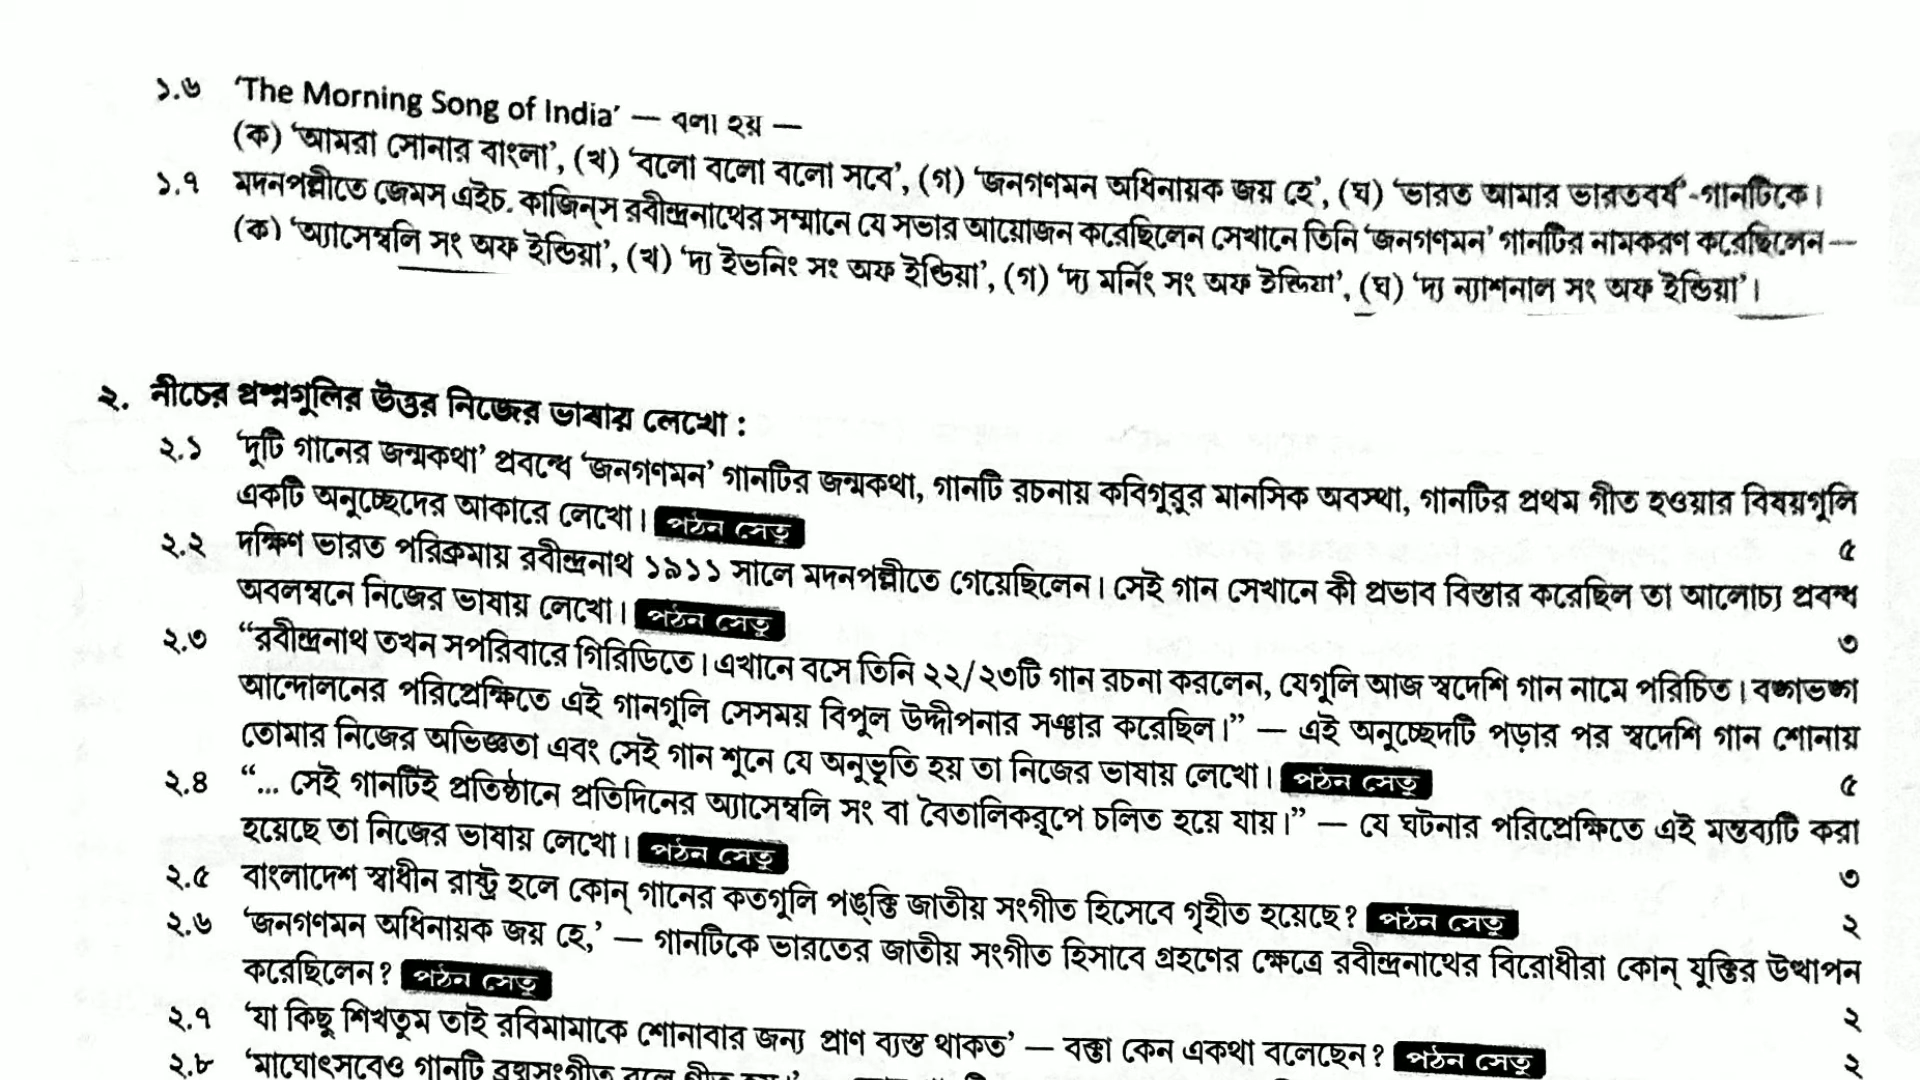 ১.৬ ‘The Morning Song of India’ — বলা হয় —
(ক) ‘আমরা সোনার বাংলা’, (খ) ‘বলো বলো বলো সবে’, (গ) ‘জনগণমন অধিনায়ক জয় হে’, (ঘ) ‘ভারত আমার ভারতবর্ষ’-গানটিকে।
১.৭ মদনপল্লীতে জেমস এইচ. কাজিন্‌স রবীন্দ্রনাথের সম্মানে যে সভার আয়োজন করেছিলেন সেখানে তিনি ‘জনগণমন’ গানটির নামকরণ করেছিলেন—
(ক) ‘অ্যাসেম্বলি সং অফ ইন্ডিয়া’, (খ) ‘দ্য ইভনিং সং অফ ইন্ডিয়া’, (গ) ‘দ্য মর্নিং সং অফ ইন্ডিয়া’, (ঘ) ‘দ্য ন্যাশনাল সং অফ ইন্ডিয়া’।
২. নীচের প্রশ্নগুলির উত্তর নিজের ভাষায় লেখো :
২.১ ‘দুটি গানের জন্মকথা’ প্রবন্ধে ‘জনগণমন’ গানটির জন্মকথা, গানটি রচনায় কবিগুরুর মানসিক অবস্থা, গানটির প্রথম গীত হওয়ার বিষয়গুলি
একটি অনুচ্ছেদের আকারে লেখো। পঠন সেতু ৫
২.২ দক্ষিণ ভারত পরিক্রমায় রবীন্দ্রনাথ ১৯১১ সালে মদনপল্লীতে গেয়েছিলেন। সেই গান সেখানে কী প্রভাব বিস্তার করেছিল তা আলোচ্য প্রবন্ধ
অবলম্বনে নিজের ভাষায় লেখো। পঠন সেতু ৩
২.৩ “রবীন্দ্রনাথ তখন সপরিবারে গিরিডিতে। এখানে বসে তিনি ২২/২৩টি গান রচনা করলেন, যেগুলি আজ স্বদেশি গান নামে পরিচিত। বঙ্গভঙ্গ
আন্দোলনের পরিপ্রেক্ষিতে এই গানগুলি সেসময় বিপুল উদ্দীপনার সঞ্চার করেছিল।” — এই অনুচ্ছেদটি পড়ার পর স্বদেশি গান শোনায়
তোমার নিজের অভিজ্ঞতা এবং সেই গান শুনে যে অনুভূতি হয় তা নিজের ভাষায় লেখো। পঠন সেতু ৫
২.৪ “... সেই গানটিই প্রতিষ্ঠানে প্রতিদিনের অ্যাসেম্বলি সং বা বৈতালিকরূপে চলিত হয়ে যায়।” — যে ঘটনার পরিপ্রেক্ষিতে এই মন্তব্যটি করা
হয়েছে তা নিজের ভাষায় লেখো। পঠন সেতু ৩
২.৫ বাংলাদেশ স্বাধীন রাষ্ট্র হলে কোন্ গানের কতগুলি পঙ্‌ক্তি জাতীয় সংগীত হিসেবে গৃহীত হয়েছে? পঠন সেতু ২
২.৬ ‘জনগণমন অধিনায়ক জয় হে,’ — গানটিকে ভারতের জাতীয় সংগীত হিসাবে গ্রহণের ক্ষেত্রে রবীন্দ্রনাথের বিরোধীরা কোন্ যুক্তির উত্থাপন
করেছিলেন? পঠন সেতু ২
২.৭ ‘যা কিছু শিখতুম তাই রবিমামাকে শোনাবার জন্য প্রাণ ব্যস্ত থাকত’ — বক্তা কেন একথা বলেছেন? পঠন সেতু ২
২.৮ ‘মাঘোৎসবেও গানটি ব্রহ্মসংগীত বলে গীত হয়।’